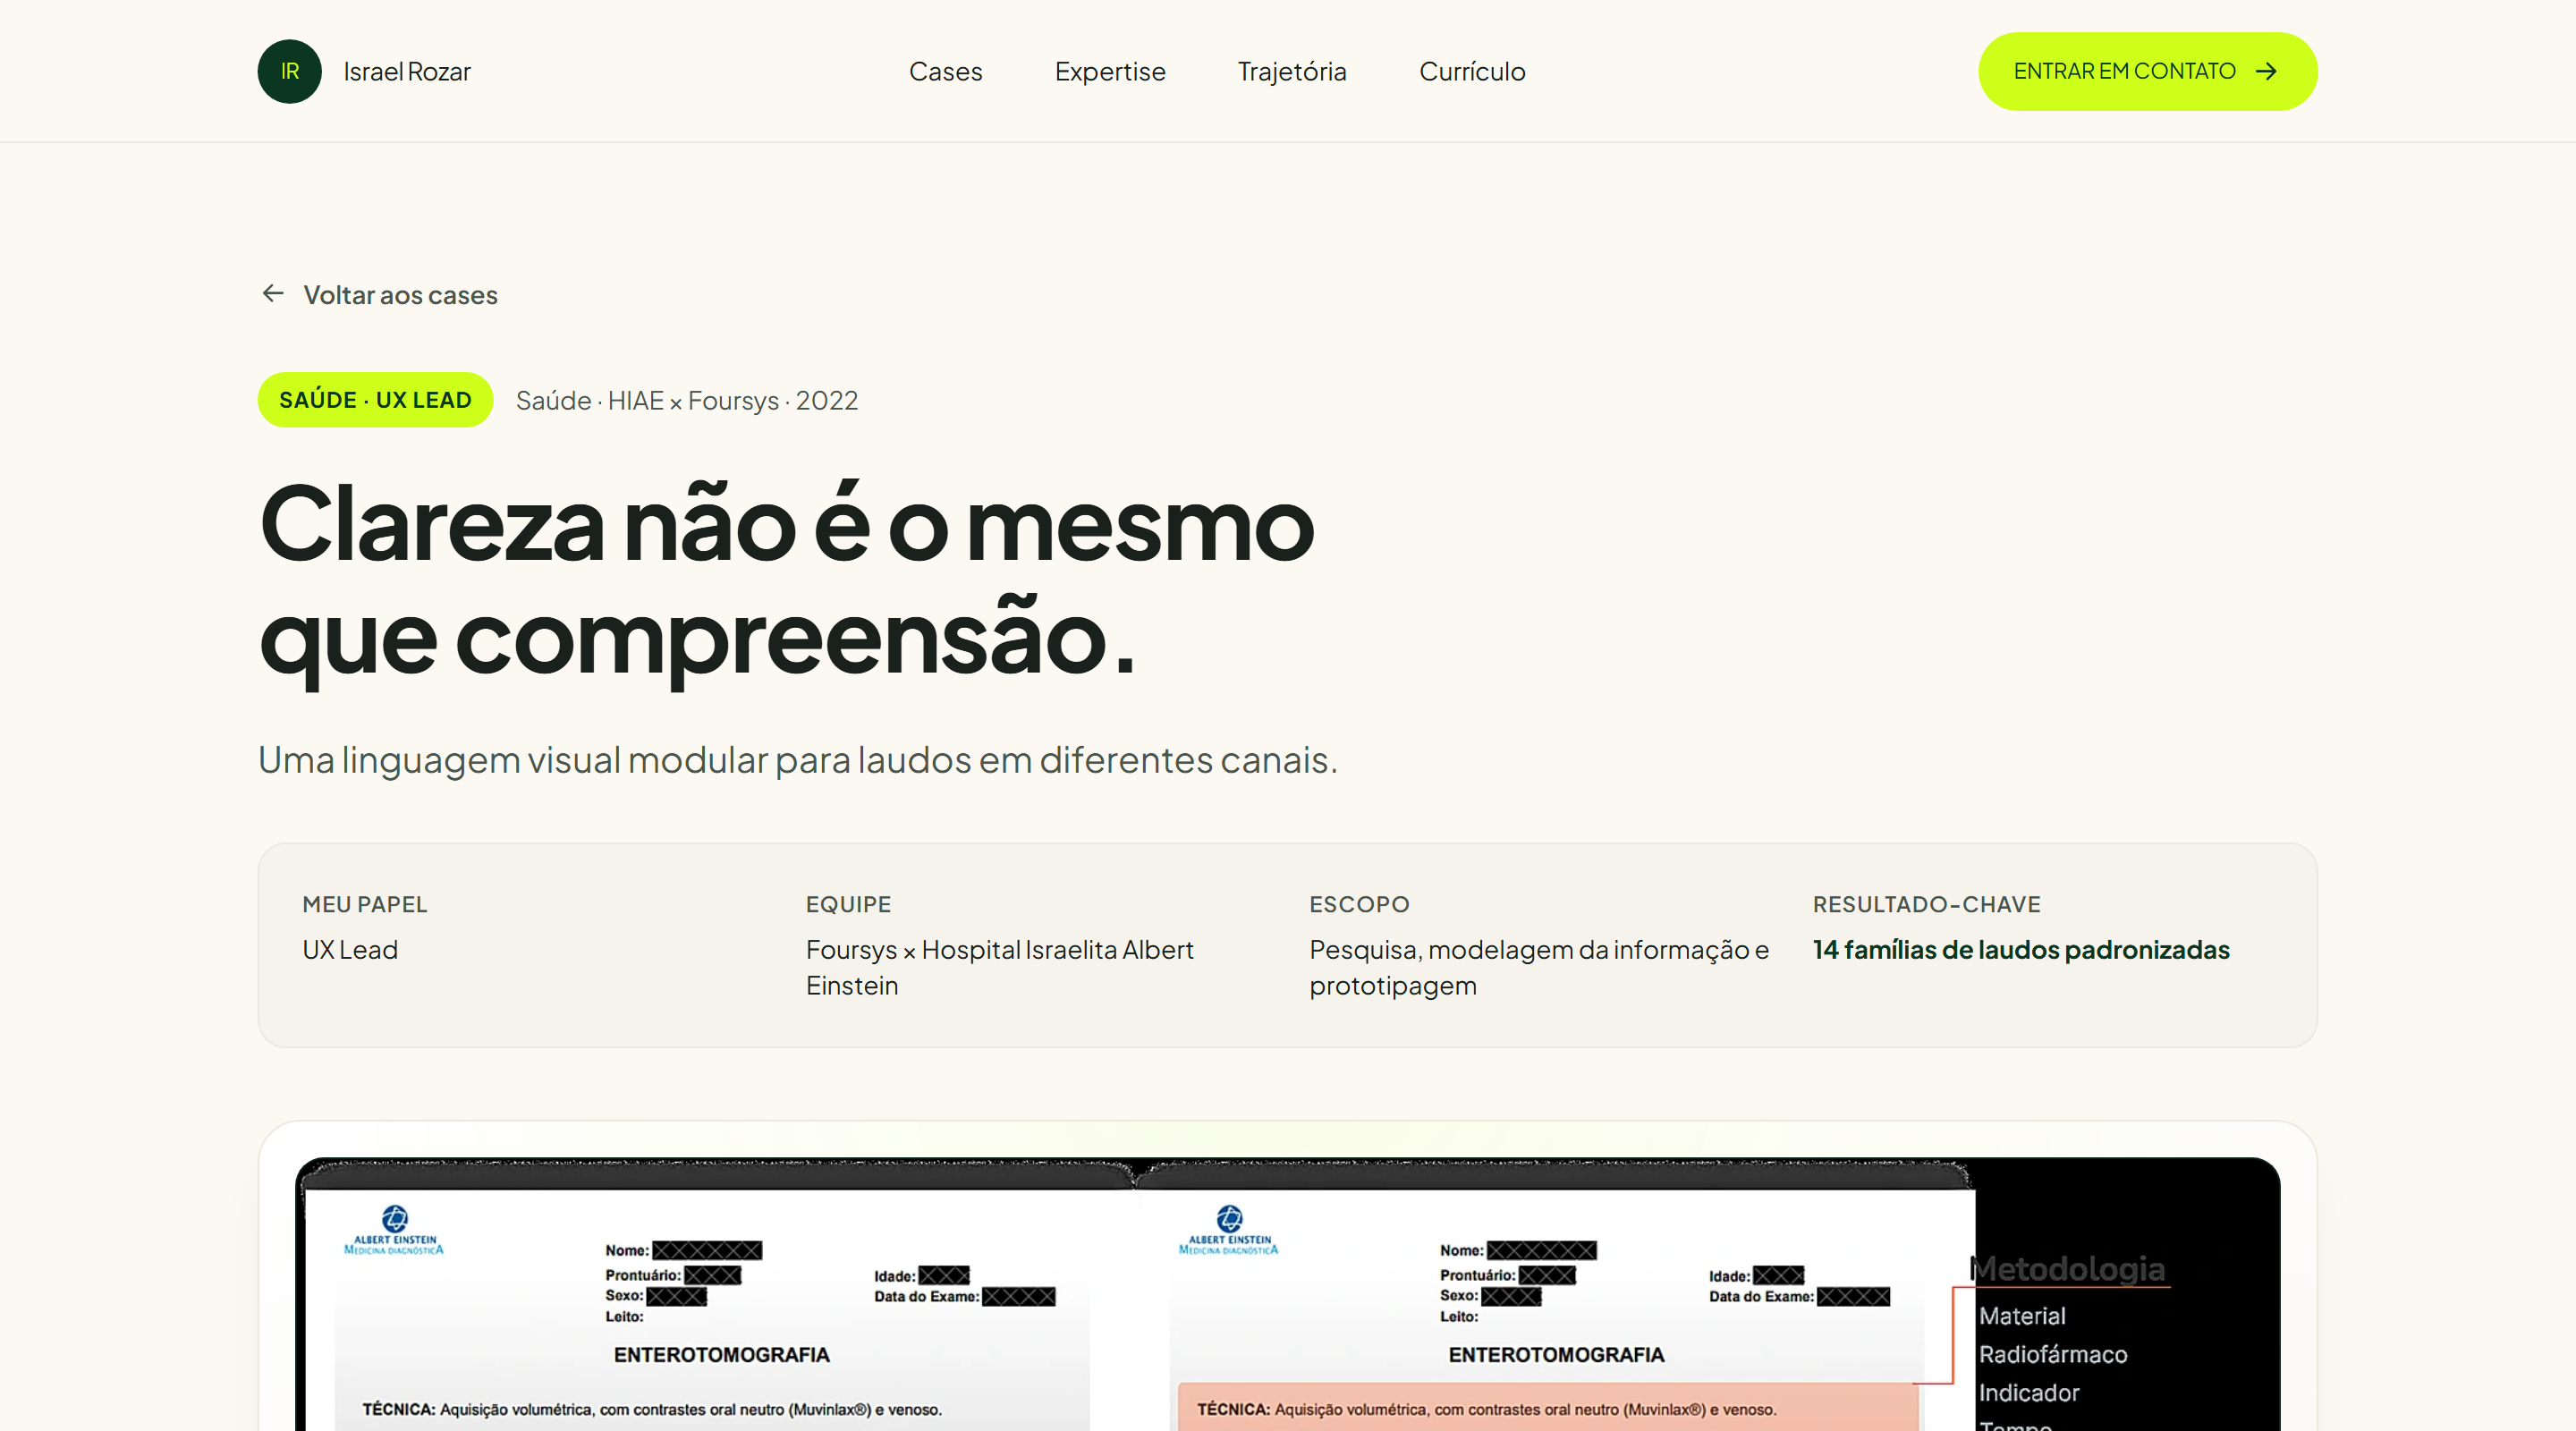 IR Israel Rozar Cases Expertise Trajetória Currículo ENTRAR EM CONTATO
Voltar aos cases
SAÚDE · UX LEAD Saúde · HIAE × Foursys · 2022
Clareza não é o mesmo
que compreensão.
Uma linguagem visual modular para laudos em diferentes canais.
MEU PAPEL
UX Lead
EQUIPE
Foursys × Hospital Israelita Albert
Einstein
ESCOPO
Pesquisa, modelagem da informação e
prototipagem
RESULTADO-CHAVE
14 famílias de laudos padronizadas
ALBERT EINSTEIN
MEDICINA DIAGNÓSTICA
Nome:
Prontuário: Idade:
Sexo: Data do Exame:
Leito:
ENTEROTOMOGRAFIA
TÉCNICA: Aquisição volumétrica, com contrastes oral neutro (Muvinlax®) e venoso.
ALBERT EINSTEIN
MEDICINA DIAGNÓSTICA
Nome:
Prontuário: Idade:
Sexo: Data do Exame:
Leito:
ENTEROTOMOGRAFIA
TÉCNICA: Aquisição volumétrica, com contrastes oral neutro (Muvinlax®) e venoso.
Metodologia
Material
Radiofármaco
Indicador
Tempo